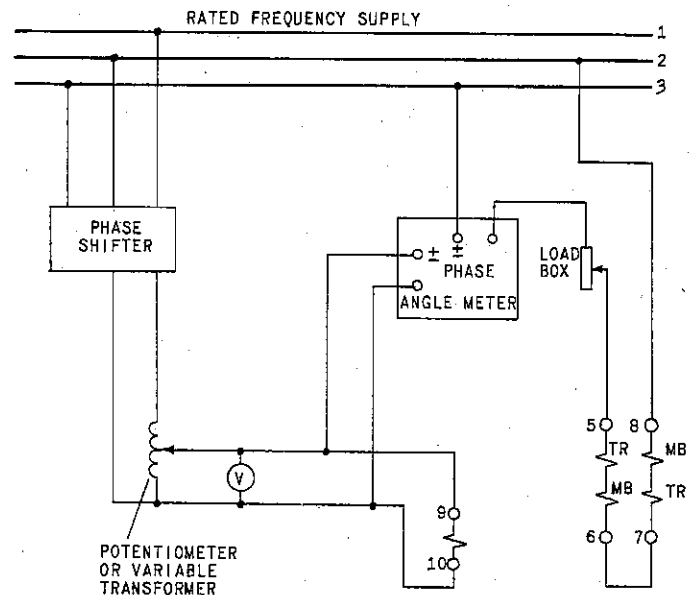 RATED FREQUENCY SUPPLY
1
2
3
PHASE
SHIFTER
± ±
PHASE
ANGLE METER
LOAD
BOX
5 8
TR MB
MB TR
6 7
V
9
10
POTENTIOMETER
OR VARIABLE
TRANSFORMER